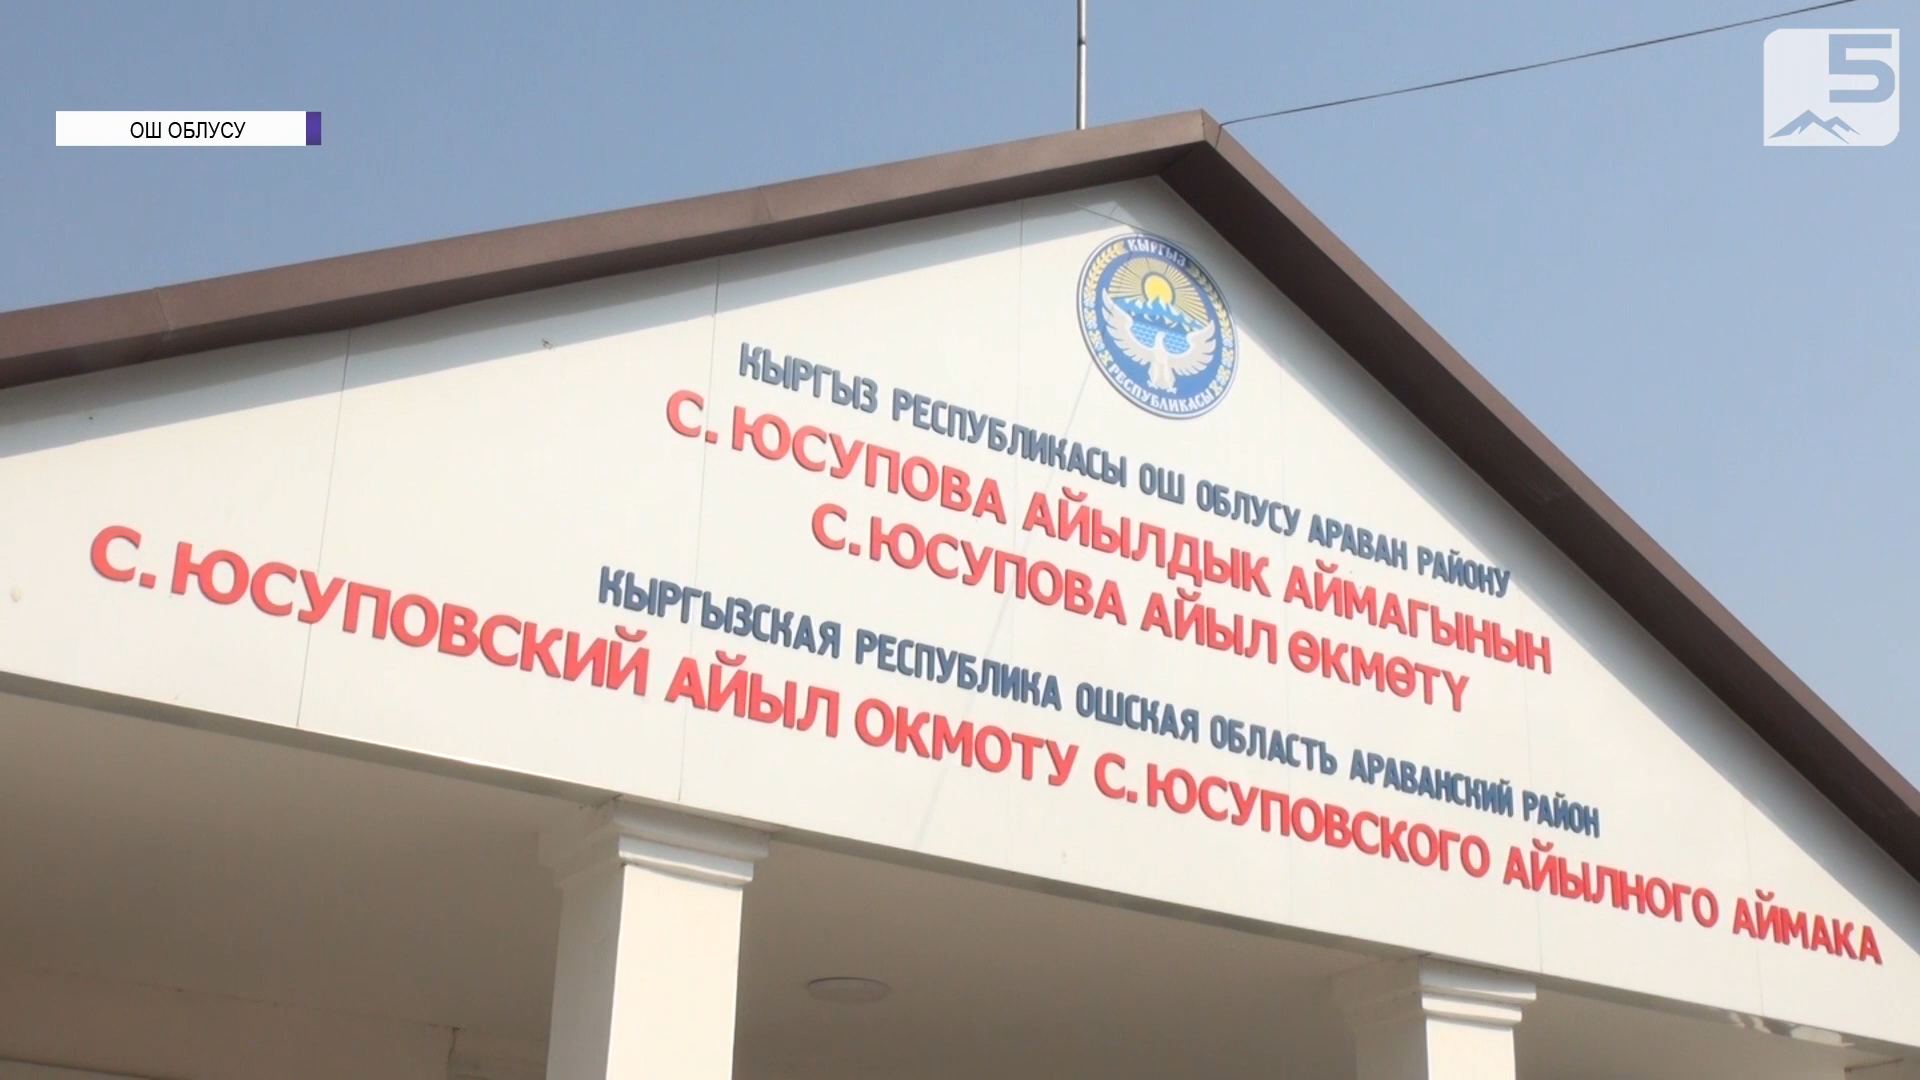 ОШ ОБЛУСУ
5
КЫРГЫЗ
РЕСПУБЛИКАСЫ
КЫРГЫЗ РЕСПУБЛИКАСЫ ОШ ОБЛУСУ АРАВАН РАЙОНУ
С. ЮСУПОВА АЙЫЛДЫК АЙМАГЫНЫН
С. ЮСУПОВА АЙЫЛ ӨКМӨТҮ
КЫРГЫЗСКАЯ РЕСПУБЛИКА ОШСКАЯ ОБЛАСТЬ АРАВАНСКИЙ РАЙОН
С. ЮСУПОВСКИЙ АЙЫЛ ОКМОТУ С. ЮСУПОВСКОГО АЙЫЛНОГО АЙМАКА